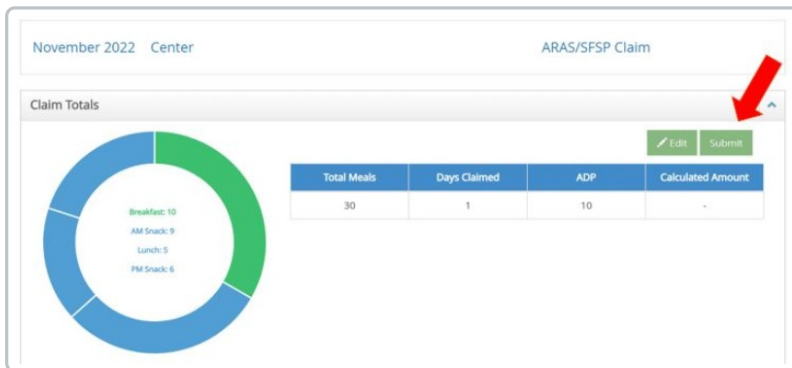 November 2022 Center ARAS/SFSP Claim
Claim Totals
Edit Submit
Total Meals Days Claimed ADP Calculated Amount
30 1 10 -
Breakfast: 10
AM Snack: 9
Lunch: 5
PM Snack: 6